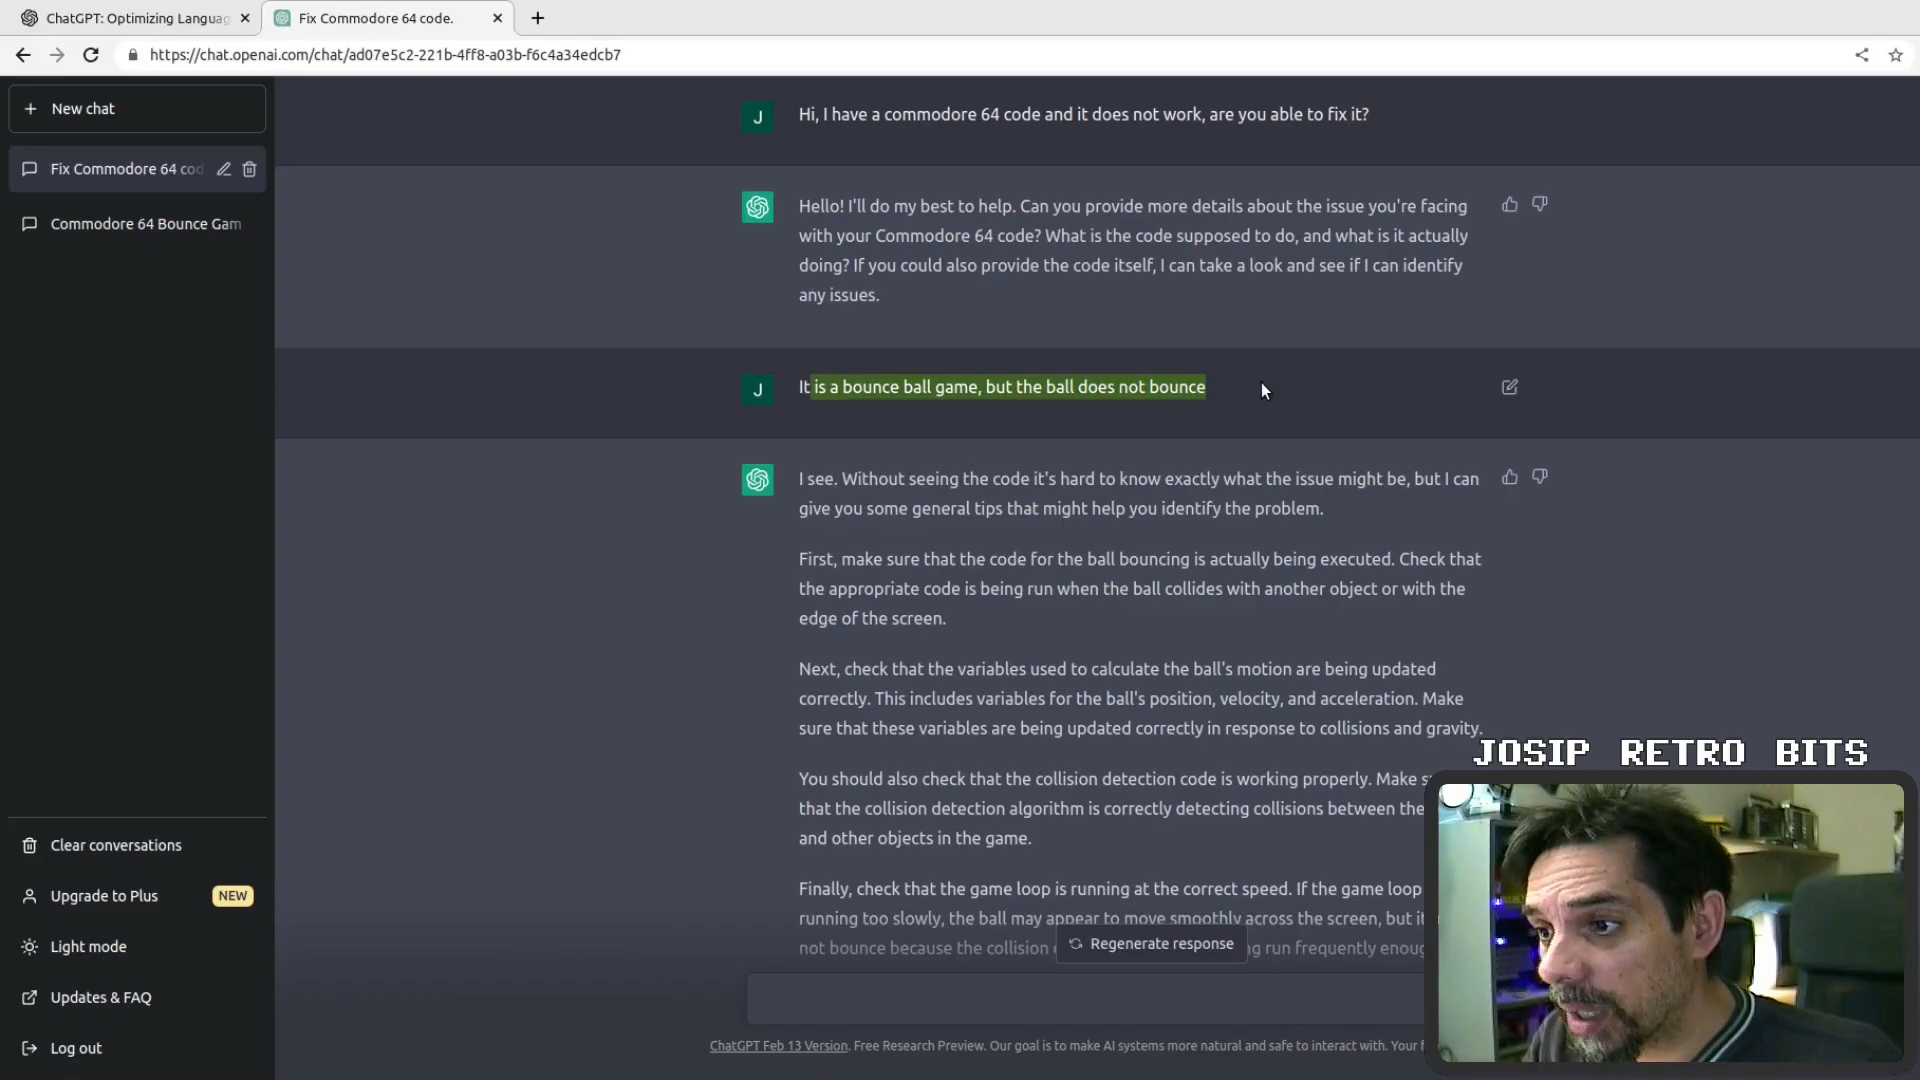 ChatGPT: Optimizing Languag
Fix Commodore 64 code.
https://chat.openai.com/chat/ad07e5c2-221b-4ff8-a03b-f6c4a34edcb7
New chat
Fix Commodore 64 cod
Commodore 64 Bounce Gam
J
Hi, I have a commodore 64 code and it does not work, are you able to fix it?
Hello! I'll do my best to help. Can you provide more details about the issue you're facing
with your Commodore 64 code? What is the code supposed to do, and what is it actually
doing? If you could also provide the code itself, I can take a look and see if I can identify
any issues.
J
It is a bounce ball game, but the ball does not bounce
I see. Without seeing the code it's hard to know exactly what the issue might be, but I can
give you some general tips that might help you identify the problem.
First, make sure that the code for the ball bouncing is actually being executed. Check that
the appropriate code is being run when the ball collides with another object or with the
edge of the screen.
Next, check that the variables used to calculate the ball's motion are being updated
correctly. This includes variables for the ball's position, velocity, and acceleration. Make
sure that these variables are being updated correctly in response to collisions and gravity.
You should also check that the collision detection code is working properly. Make s
that the collision detection algorithm is correctly detecting collisions between the
and other objects in the game.
Finally, check that the game loop is running at the correct speed. If the game loop
running too slowly, the ball may appear to move smoothly across the screen, but i
not bounce because the collision
ng run frequently enoug
Regenerate response
ChatGPT Feb 13 Version. Free Research Preview. Our goal is to make AI systems more natural and safe to interact with. Your f
Clear conversations
Upgrade to Plus
NEW
Light mode
Updates & FAQ
Log out
JOSIP RETRO BITS